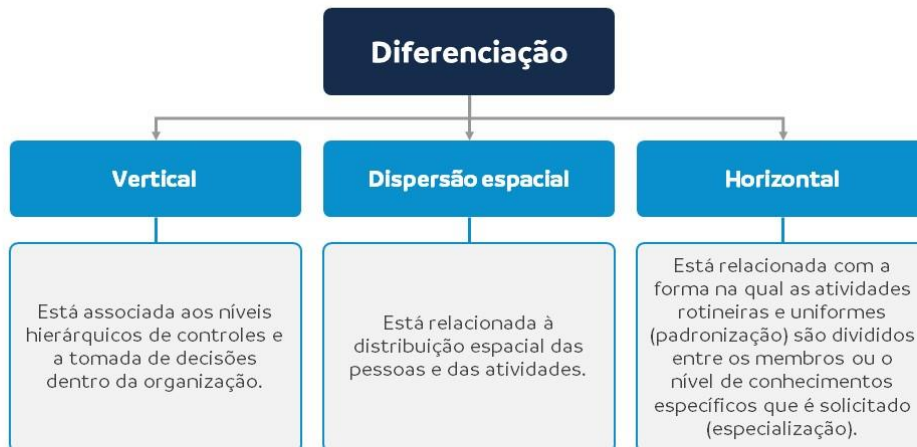 Diferenciação
Vertical
Está associada aos níveis
hierárquicos de controles e
a tomada de decisões
dentro da organização.
Dispersão espacial
Está relacionada à
distribuição espacial das
pessoas e das atividades.
Horizontal
Está relacionada com a
forma na qual as atividades
rotineiras e uniformes
(padronização) são divididos
entre os membros ou o
nível de conhecimentos
específicos que é solicitado
(especialização).